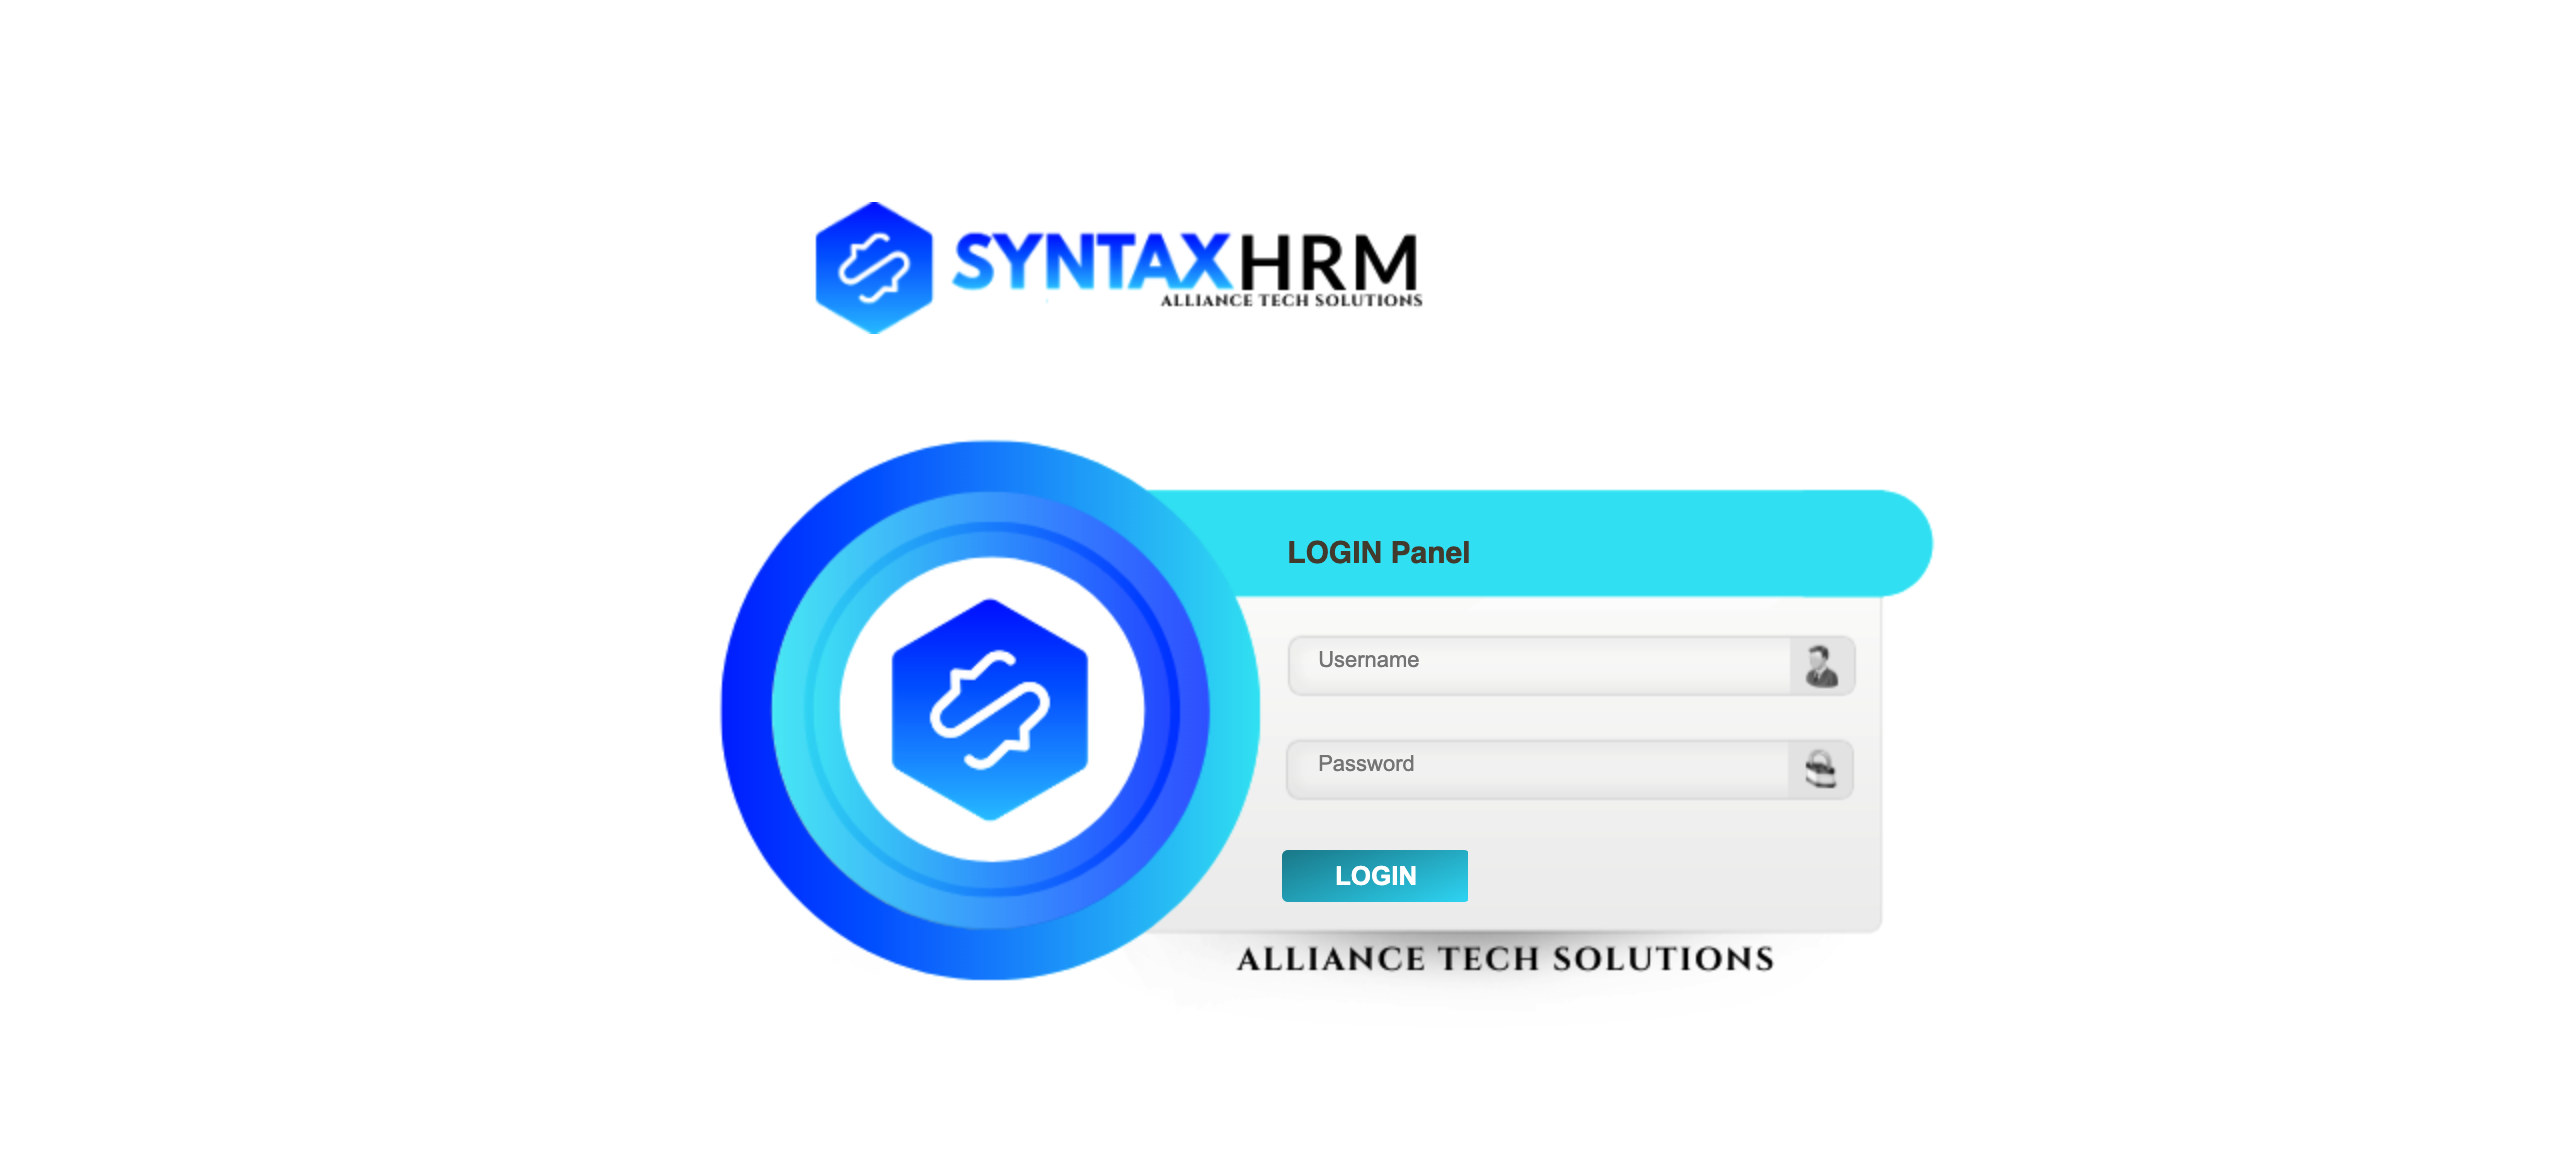 SYNTAXHRM
ALLIANCE TECH SOLUTIONS
LOGIN Panel
Username
Password
LOGIN
ALLIANCE TECH SOLUTIONS